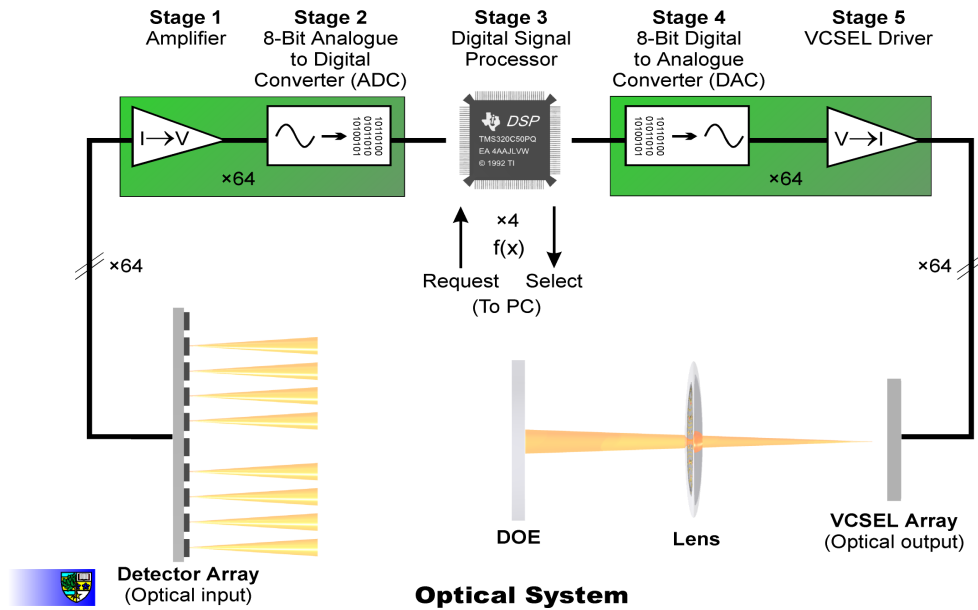 Stage 1
Amplifier
Stage 2
8-Bit Analogue
to Digital
Converter (ADC)
Stage 3
Digital Signal
Processor
Stage 4
8-Bit Digital
to Analogue
Converter (DAC)
Stage 5
VCSEL Driver
I→V
10100101
01011010
10110100
×64
DSP
TMS320C50PQ
EA 4AAJLVW
© 1992 TI
10100101
01011010
10110100
V→I
×64
×64
×4
f(x)
Request
Select
(To PC)
×64
Detector Array
(Optical input)
DOE
Lens
VCSEL Array
(Optical output)
Optical System